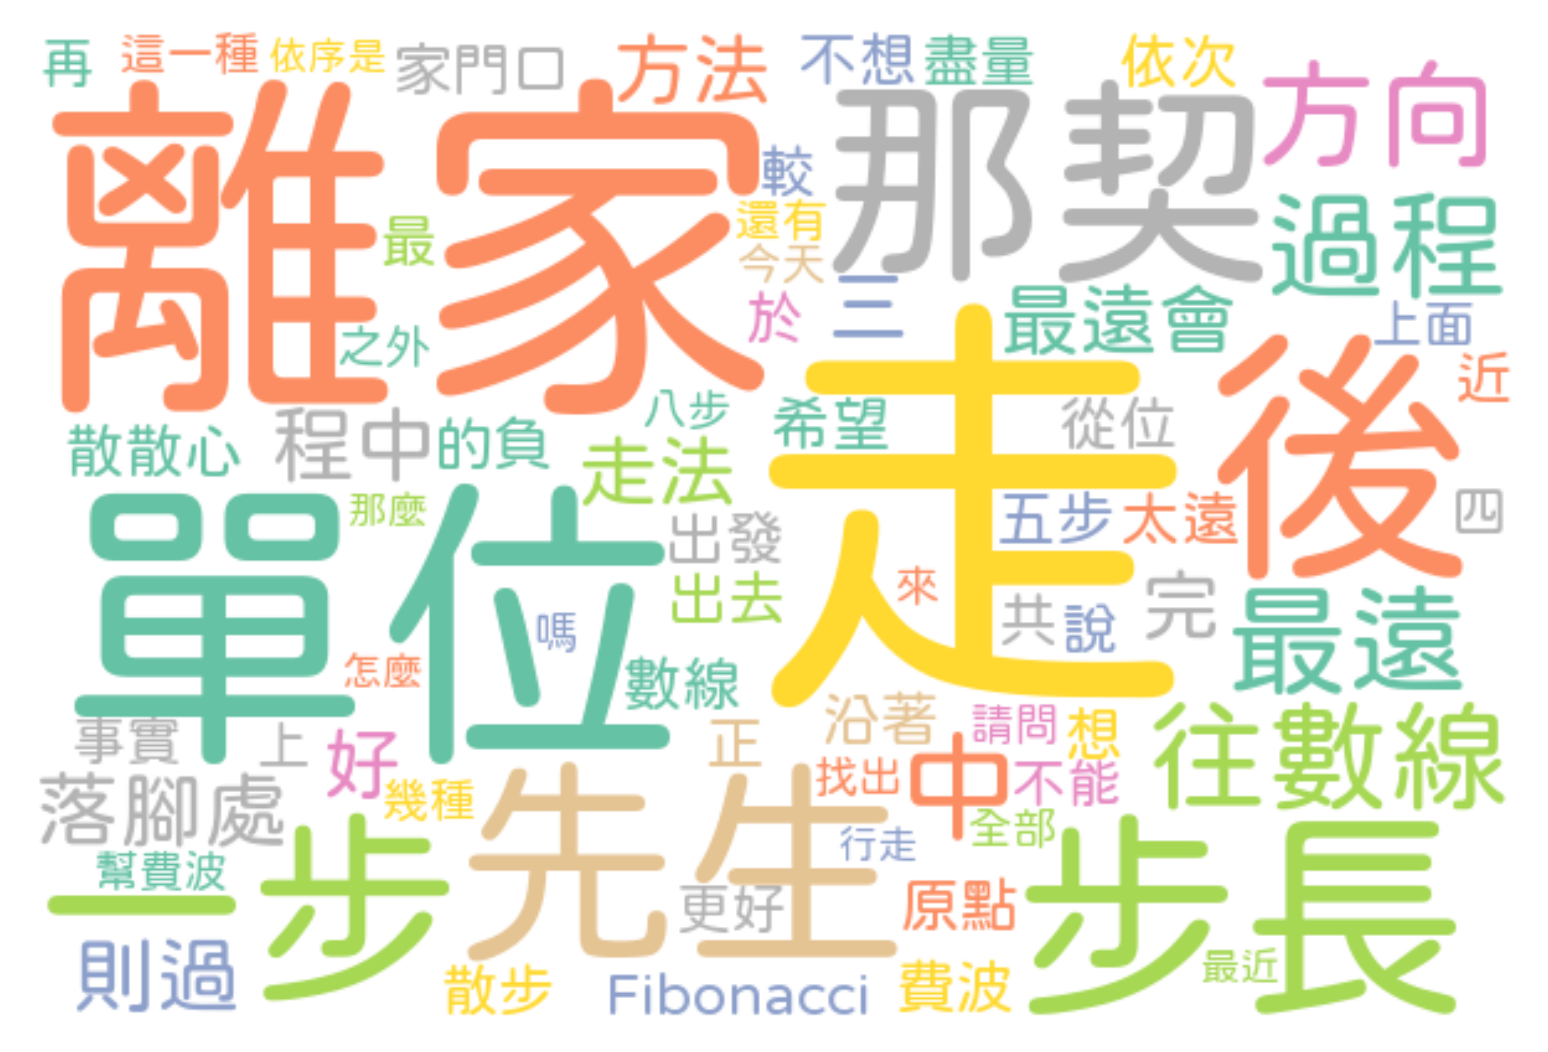 再 這一種 依序是 家門口 方法 不想 盡量 依次
離家 那契 方向
較
還有 過程
最 今天
於 三 最遠會 上面
之外 走 後 近
八步 希望 從位
散散心 程中 的負 走法
單位 那麼 出發 五步 太遠 四
出去 來 共 說 完 最遠
嗎
怎麼 數線
事實 上 好 正 沿著 請問 想 往數線
落腳處 幾種 先生 找出 中 不能
全部
幫費波 行走
一步 更好 原點 步長
則過 散步 Fibonacci 費波 最近